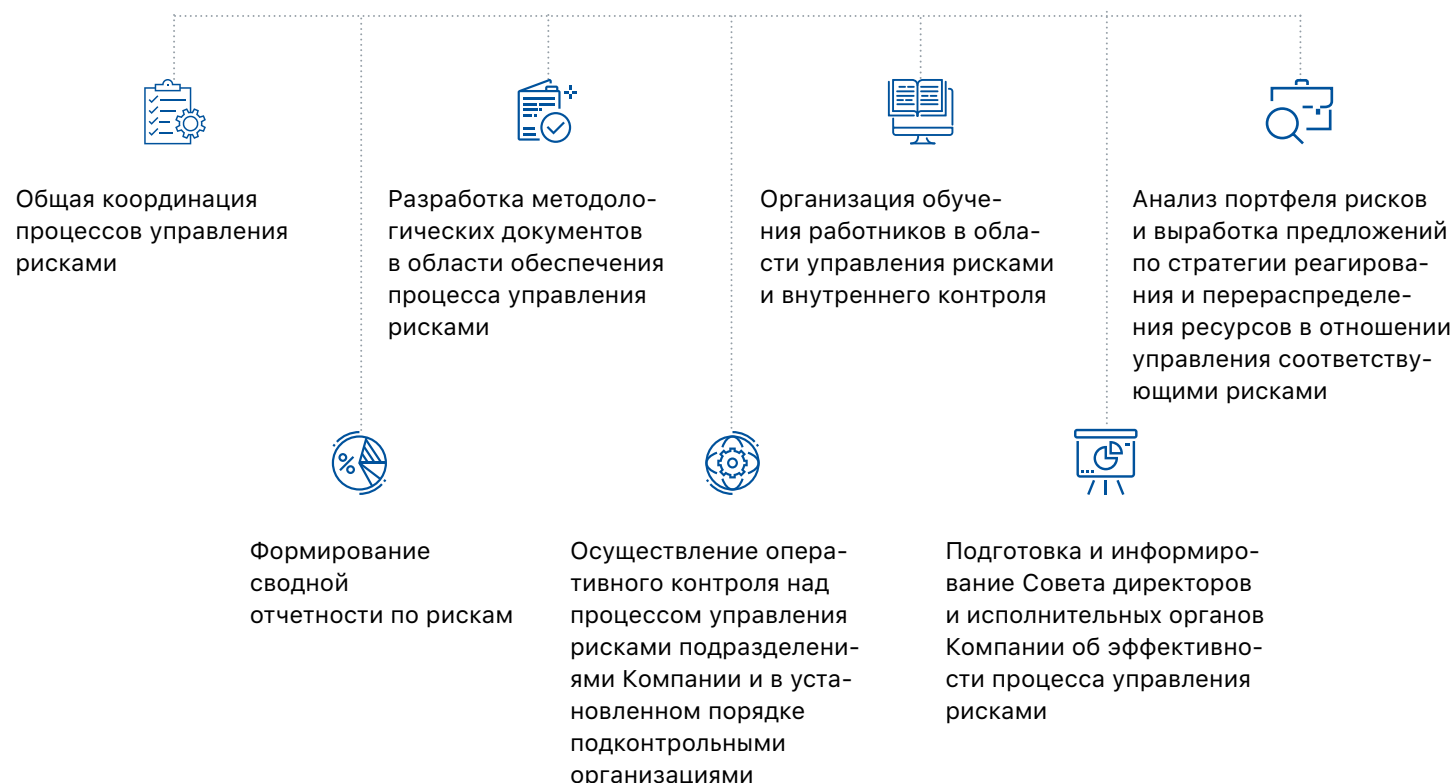 Общая координация
процессов управления
рисками
Разработка методоло-
гических документов
в области обеспечения
процесса управления
рисками
Организация обуче-
ния работников в обла-
сти управления рисками
и внутреннего контроля
Анализ портфеля рисков
и выработка предложений
по стратегии реагирова-
ния и перераспределе-
ния ресурсов в отношении
управления соответству-
ющими рисками
%
Формирование
сводной
отчетности по рискам
Осуществление опера-
тивного контроля над
процессом управления
рисками подразделени-
ями Компании и в уста-
новленном порядке
подконтрольными
организациями
Подготовка и информиро-
вание Совета директоров
и исполнительных органов
Компании об эффективно-
сти процесса управления
рисками